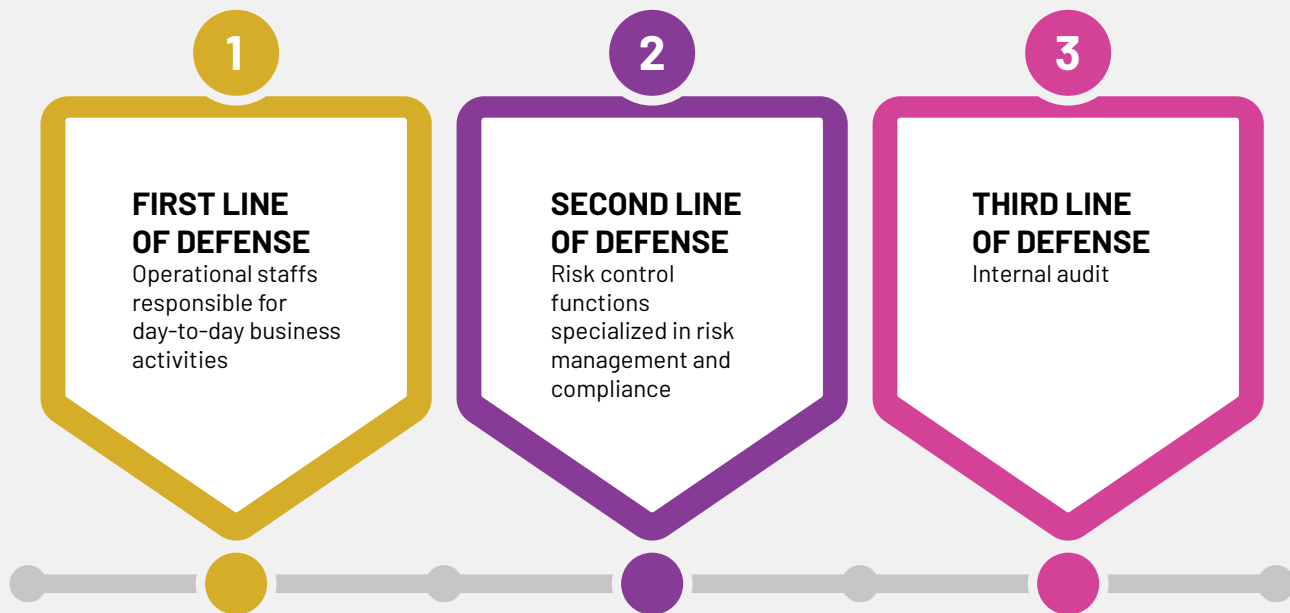 1
FIRST LINE
OF DEFENSE
Operational staffs
responsible for
day-to-day business
activities
2
SECOND LINE
OF DEFENSE
Risk control
functions
specialized in risk
management and
compliance
3
THIRD LINE
OF DEFENSE
Internal audit